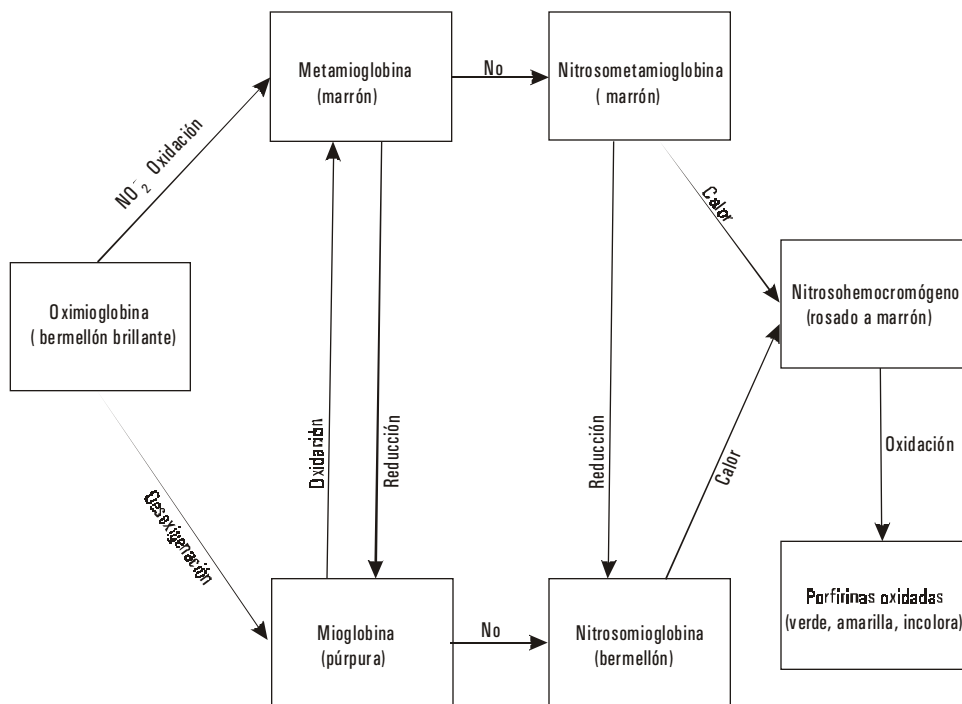 Metamioglobina
(marrón)
No
Nitrosometamioglobina
( marrón)
NO₂⁻ Oxidación
Calor
Oximioglobina
( bermellón brillante)
Nitrosohemocromógeno
(rosado a marrón)
Desoxigenación
Oxidación
Reducción
Reducción
Calor
Oxidación
Mioglobina
(púrpura)
No
Nitrosomioglobina
(bermellón)
Porfirinas oxidadas
(verde, amarilla, incolora)